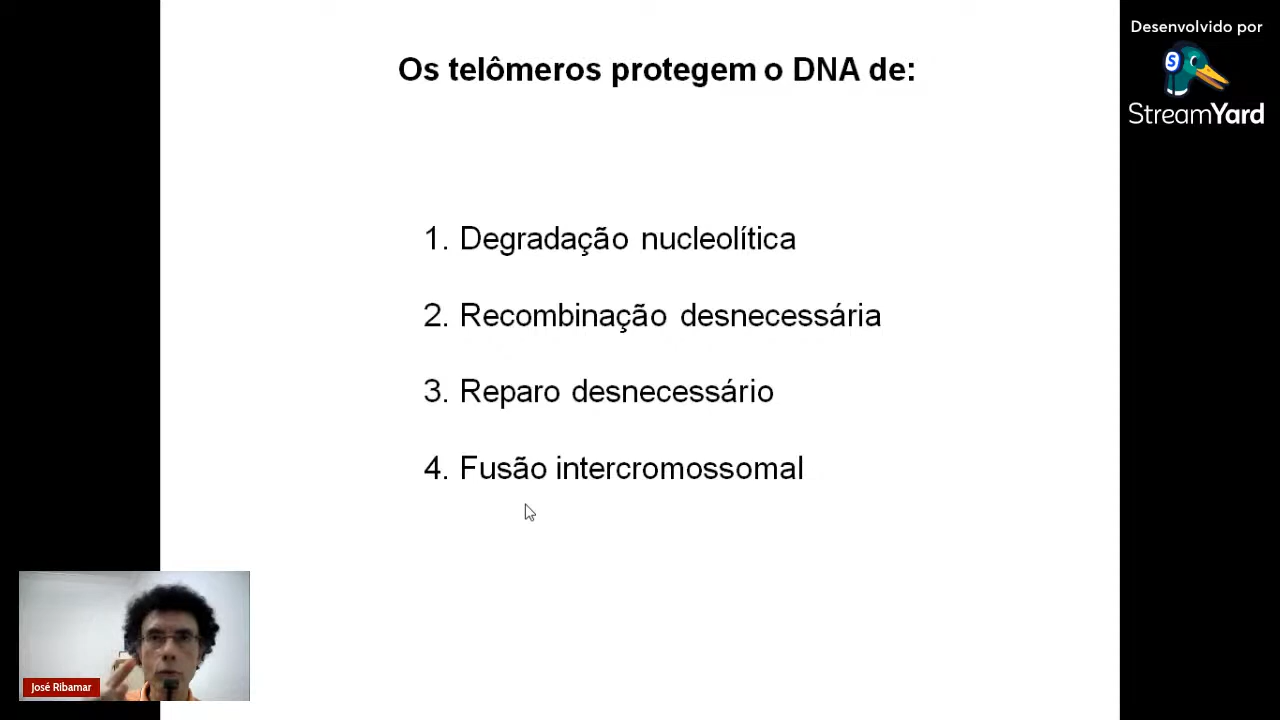 Desenvolvido por
StreamYard
Os telômeros protegem o DNA de:
1. Degradação nucleolítica
2. Recombinação desnecessária
3. Reparo desnecessário
4. Fusão intercromossomal
José Ribamar